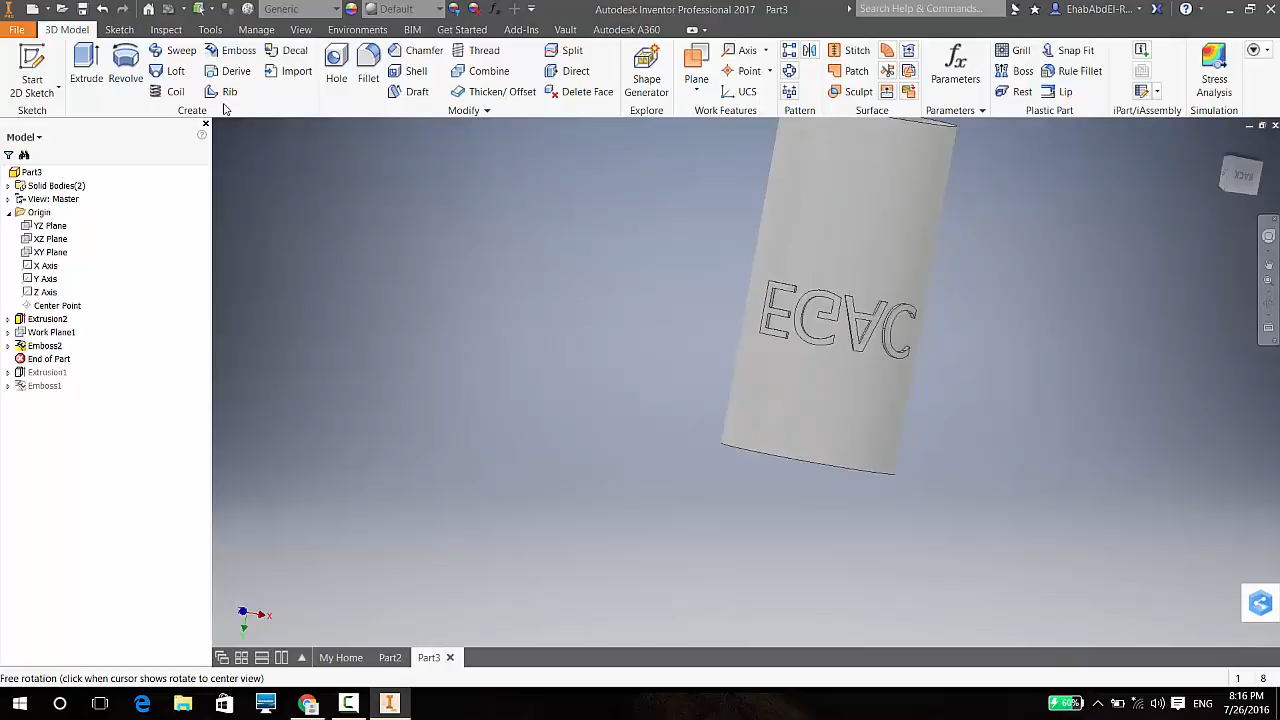 Generic
Default
Autodesk Inventor Professional 2017 Part3
Search Help & Commands...
EhabAbdEl-R...
File
3D Model
Sketch
Inspect
Tools
Manage
View
Environments
BIM
Get Started
Add-Ins
Vault
Autodesk A360
Start
2D Sketch
Extrude
Revolve
Sweep
Loft
Coil
Emboss
Derive
Rib
Decal
Import
Hole
Fillet
Chamfer
Shell
Draft
Thread
Combine
Thicken/ Offset
Split
Direct
Delete Face
Shape
Generator
Plane
Axis
Point
UCS
Stitch
Patch
Sculpt
Parameters
Grill
Boss
Rest
Snap Fit
Rule Fillet
Lip
Stress
Analysis
Sketch
Create
Modify
Explore
Work Features
Pattern
Surface
Parameters
Plastic Part
iPart/iAssembly
Simulation
Model
Part3
Solid Bodies(2)
View: Master
Origin
YZ Plane
XZ Plane
XY Plane
X Axis
Y Axis
Z Axis
Center Point
Extrusion2
Work Plane1
Emboss2
End of Part
Extrusion1
Emboss1
EGAC
BACK
X
My Home
Part2
Part3
Free rotation (click when cursor shows rotate to center view)
1
8
60%
ENG
8:16 PM
7/26/2016